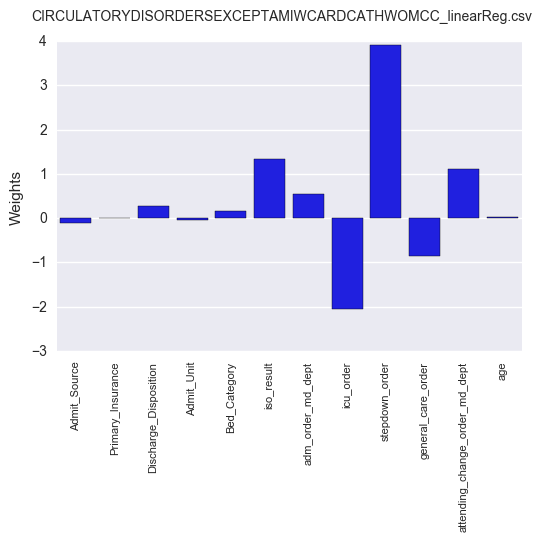 CIRCULATORYDISORDERSEXCEPTAMIWCARDCATHWOMCC_linearReg.csv
4
3
2
1
0
−1
−2
−3
Weights
Admit_Source
Primary_Insurance
Discharge_Disposition
Admit_Unit
Bed_Category
iso_result
adm_order_md_dept
icu_order
stepdown_order
general_care_order
attending_change_order_md_dept
age